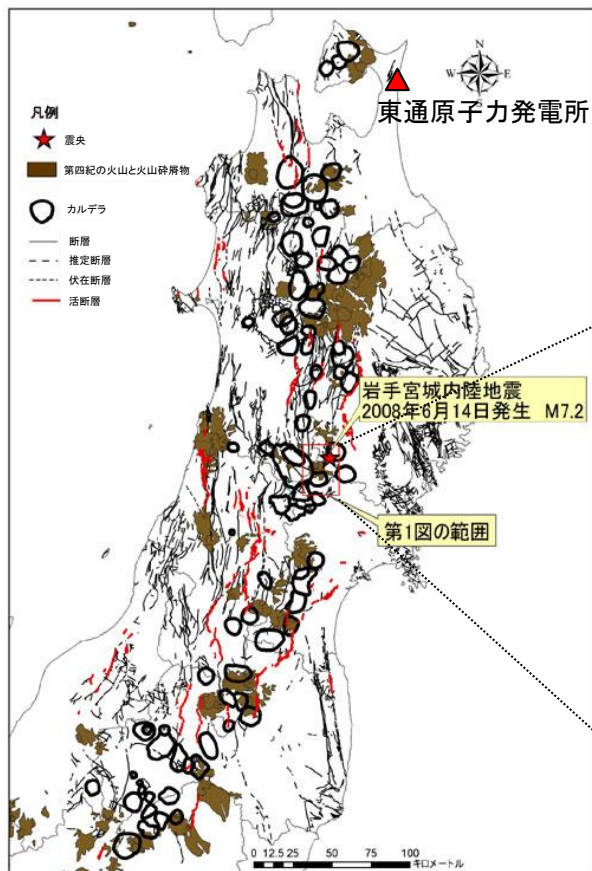 N
W E
S
東通原子力発電所
凡例
震央
第四紀の火山と火山砕屑物
カルデラ
断層
推定断層
伏在断層
活断層
岩手宮城内陸地震
2008年6月14日発生 M7.2
第1図の範囲
0 12.5 25 50 75 100
キロメートル